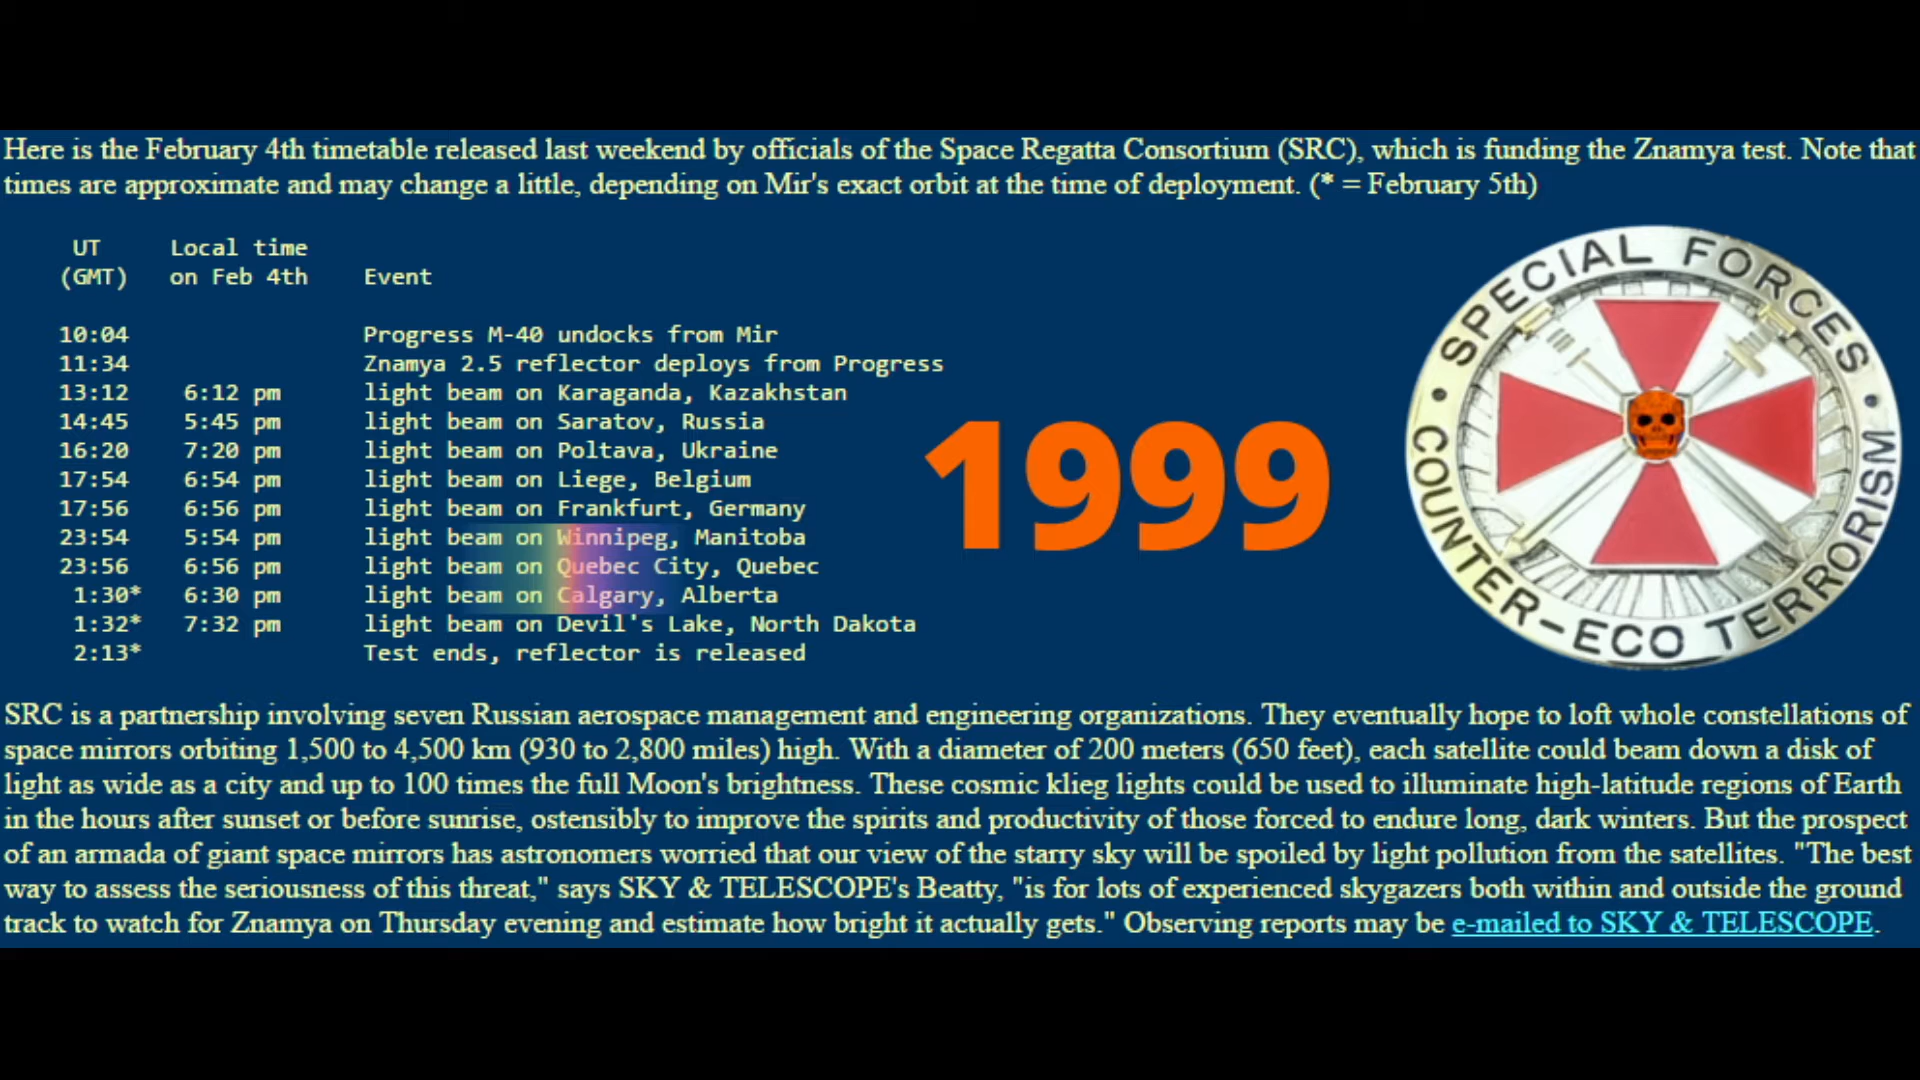 Here is the February 4th timetable released last weekend by officials of the Space Regatta Consortium (SRC), which is funding the Znamya test. Note that
times are approximate and may change a little, depending on Mir's exact orbit at the time of deployment. (* = February 5th)
UT Local time
(GMT) on Feb 4th Event
10:04 Progress M-40 undocks from Mir
11:34 Znamya 2.5 reflector deploys from Progress
13:12 6:12 pm light beam on Karaganda, Kazakhstan
14:45 5:45 pm light beam on Saratov, Russia
16:20 7:20 pm light beam on Poltava, Ukraine
17:54 6:54 pm light beam on Liege, Belgium
17:56 6:56 pm light beam on Frankfurt, Germany
23:54 5:54 pm light beam on Winnipeg, Manitoba
23:56 6:56 pm light beam on Quebec City, Quebec
1:30* 6:30 pm light beam on Calgary, Alberta
1:32* 7:32 pm light beam on Devil's Lake, North Dakota
2:13* Test ends, reflector is released
1999
• SPECIAL FORCES •
COUNTER-ECO TERRORISM
SRC is a partnership involving seven Russian aerospace management and engineering organizations. They eventually hope to loft whole constellations of
space mirrors orbiting 1,500 to 4,500 km (930 to 2,800 miles) high. With a diameter of 200 meters (650 feet), each satellite could beam down a disk of
light as wide as a city and up to 100 times the full Moon's brightness. These cosmic klieg lights could be used to illuminate high-latitude regions of Earth
in the hours after sunset or before sunrise, ostensibly to improve the spirits and productivity of those forced to endure long, dark winters. But the prospect
of an armada of giant space mirrors has astronomers worried that our view of the starry sky will be spoiled by light pollution from the satellites. "The best
way to assess the seriousness of this threat," says SKY & TELESCOPE's Beatty, "is for lots of experienced skygazers both within and outside the ground
track to watch for Znamya on Thursday evening and estimate how bright it actually gets." Observing reports may be e-mailed to SKY & TELESCOPE.